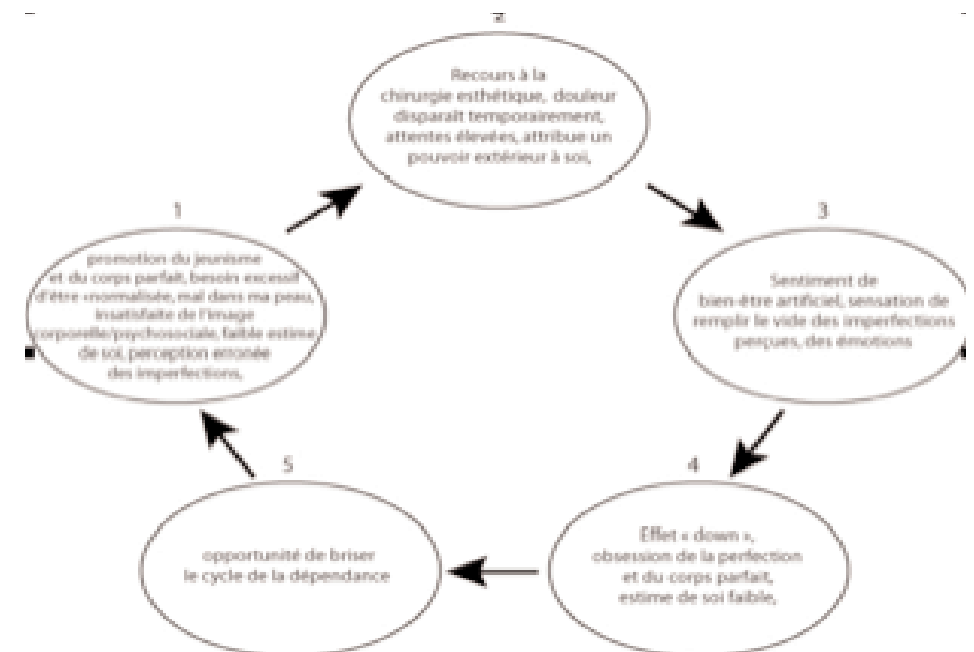 2
Recours à la
chirurgie esthétique, douleur
disparaît temporairement,
attentes élevées, attribue un
pouvoir extérieur à soi,
1
promotion du jeunisme
et du corps parfait, besoin excessif
d'être «normalisée, mal dans ma peau,
insatisfaite de l'image
corporelle/psychosociale, faible estime
de soi, perception erronée
des imperfections,
3
Sentiment de
bien-être artificiel, sensation de
remplir le vide des imperfections
perçues, des émotions
5
opportunité de briser
le cycle de la dépendance
4
Effet « down »,
obsession de la perfection
et du corps parfait,
estime de soi faible,